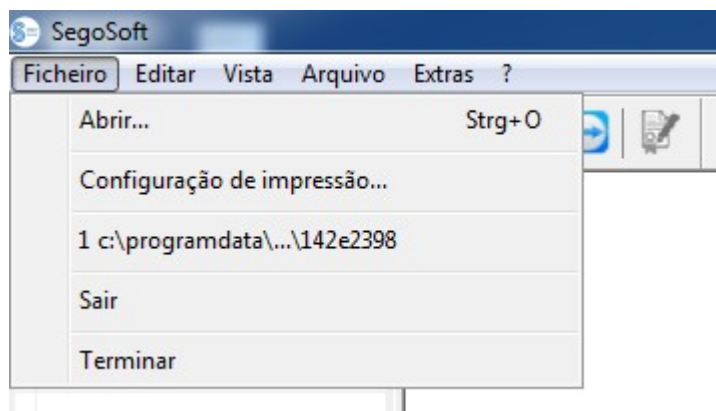 SegoSoft
Ficheiro Editar Vista Arquivo Extras ?
Abrir... Strg+O
Configuração de impressão...
1 c:\programdata\...\142e2398
Sair
Terminar